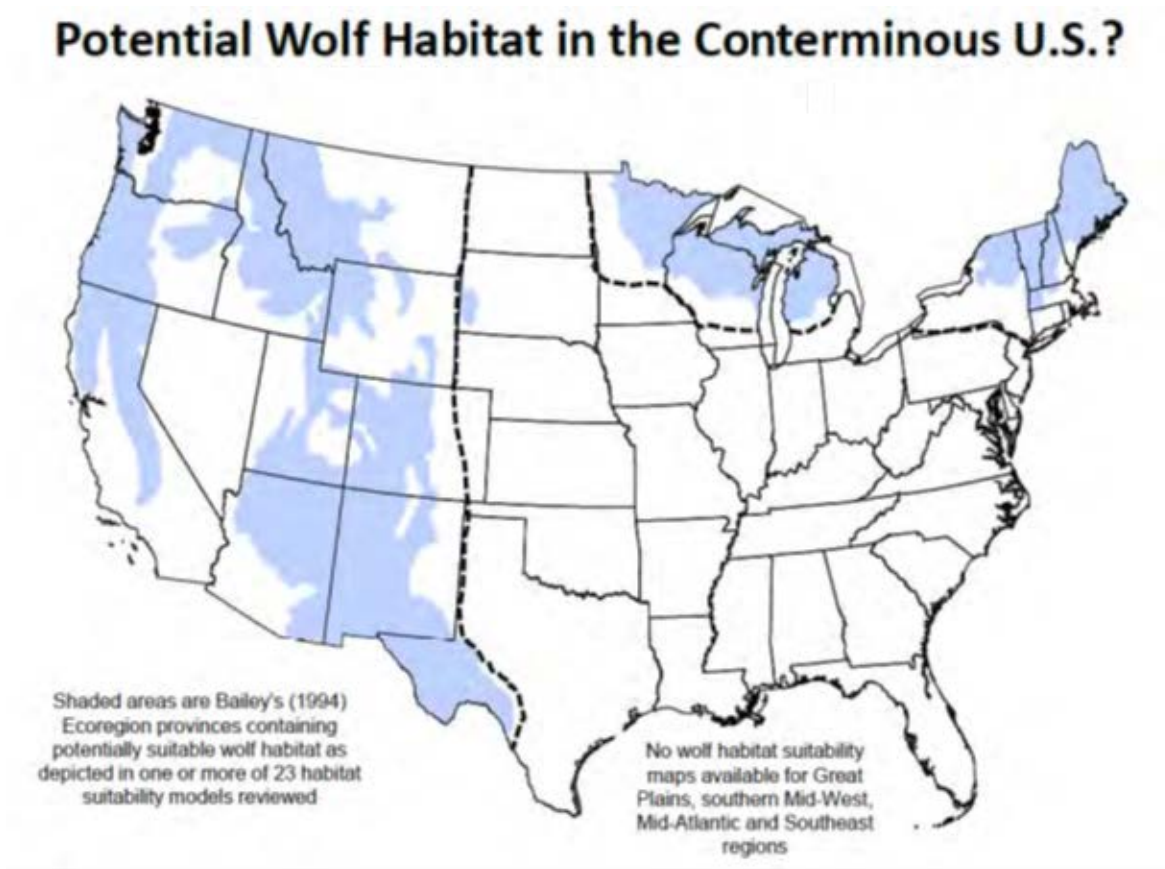 Potential Wolf Habitat in the Conterminous U.S.?
Shaded areas are Bailey's (1994)
Ecoregion provinces containing
potentially suitable wolf habitat as
depicted in one or more of 23 habitat
suitability models reviewed
No wolf habitat suitability
maps available for Great
Plains, southern Mid-West,
Mid-Atlantic and Southeast
regions